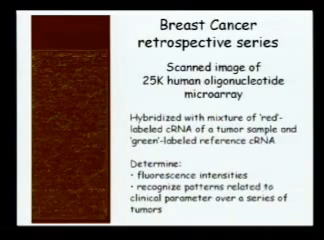 Breast Cancer
retrospective series
Scanned image of
25K human oligonucleotide
microarray
Hybridized with mixture of 'red'-
labeled cRNA of a tumor sample and
'green'-labeled reference cRNA
Determine:
• fluorescence intensities
• recognize patterns related to
clinical parameter over a series of
tumors